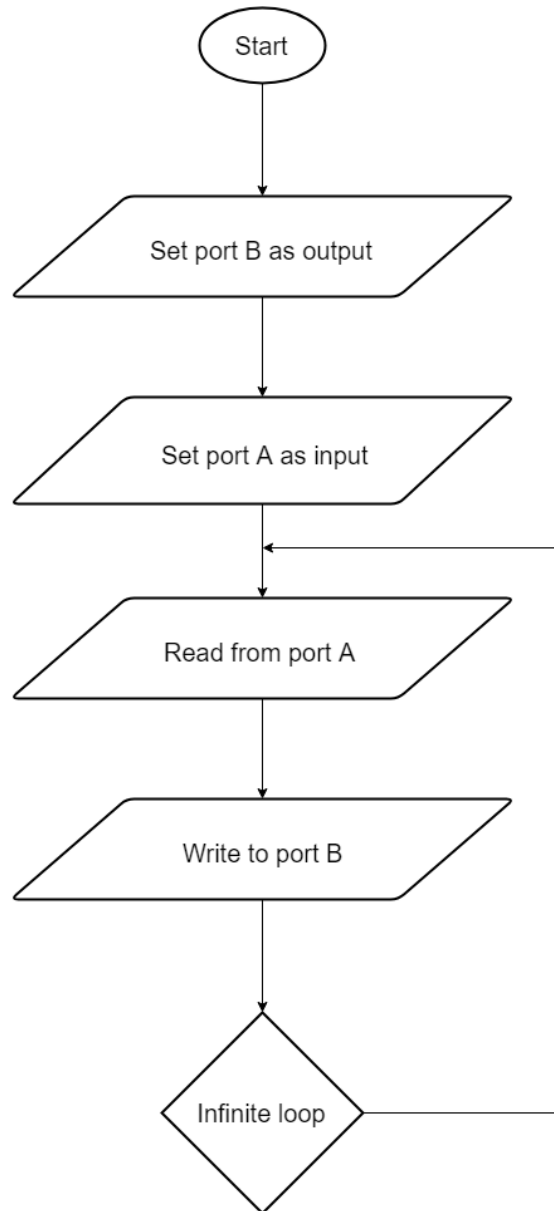 Start
Set port B as output
Set port A as input
Read from port A
Write to port B
Infinite loop